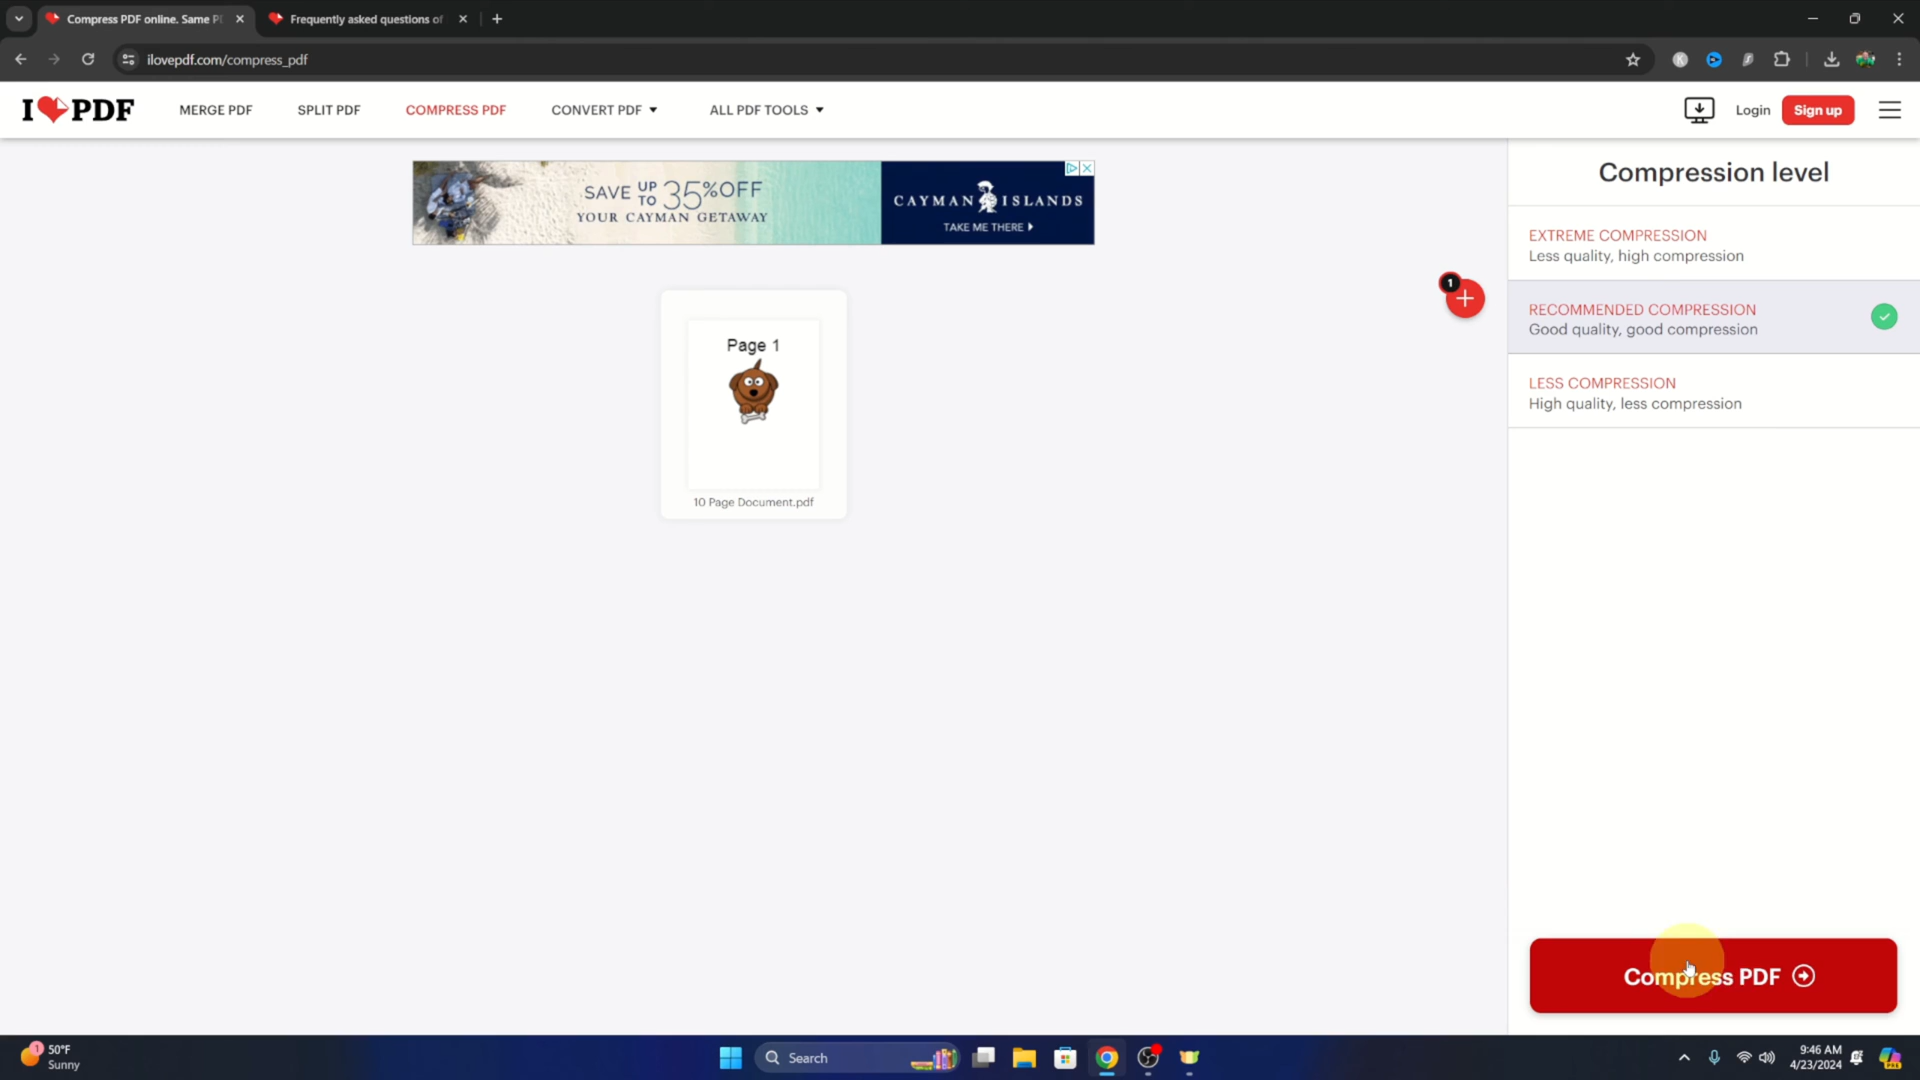 Compress PDF online. Same P
Frequently asked questions of
ilovepdf.com/compress_pdf
I PDF
MERGE PDF
SPLIT PDF
COMPRESS PDF
CONVERT PDF
ALL PDF TOOLS
Login
Sign up
SAVE UP TO 35% OFF
YOUR CAYMAN GETAWAY
CAYMAN ISLANDS
TAKE ME THERE
Page 1
10 Page Document.pdf
1
Compression level
EXTREME COMPRESSION
Less quality, high compression
RECOMMENDED COMPRESSION
Good quality, good compression
LESS COMPRESSION
High quality, less compression
Compress PDF
1
50°F
Sunny
Search
9:46 AM
4/23/2024